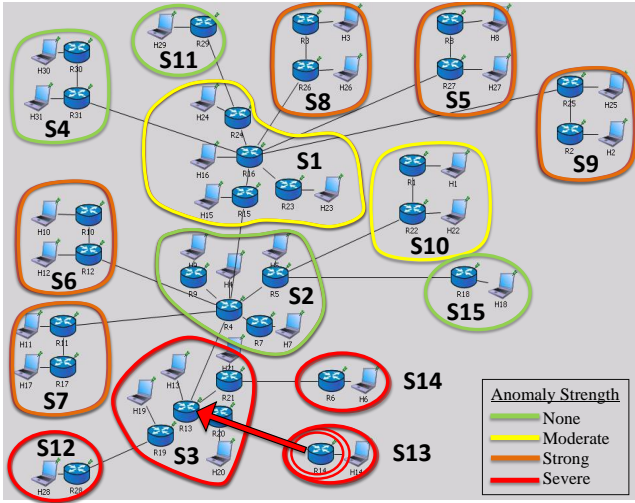 H29
R29
S11
R3
H3
R26
H26
S8
R8
H8
R27
H27
S5
H30
R30
H31
R31
S4
H24
R24
H16
R16
S1
H15
R15
R23
H23
R25
H25
R2
H2
S9
R1
H1
R22
H22
S10
H10
R10
H12
R12
S6
R9
R5
S2
R4
R7
H7
R18
H18
S15
H11
R11
H17
R17
S7
H13
H21
R21
H19
R13
R20
R19
S3
H20
R6
H6
S14
S12
H28
R28
R14
H14
S13
Anomaly Strength
None
Moderate
Strong
Severe